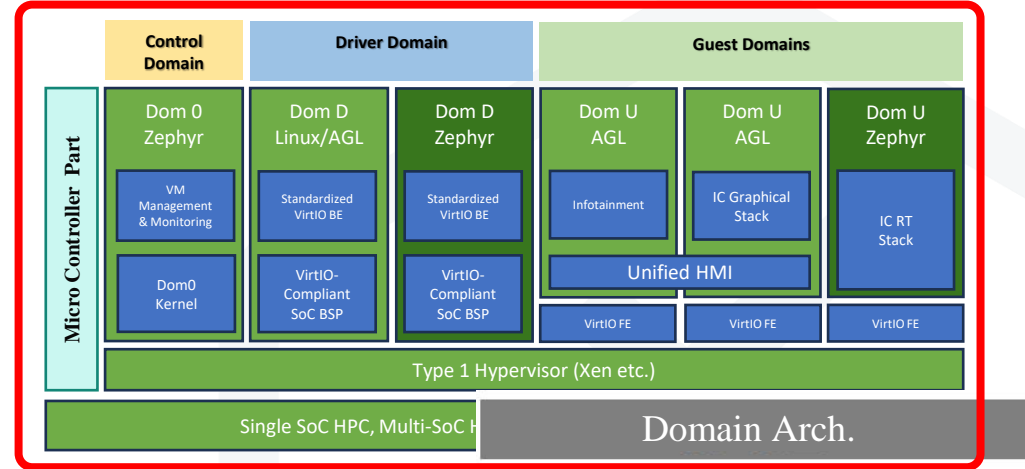 Control
Domain
Driver Domain
Guest Domains
Micro Controller Part
Dom 0
Zephyr
VM
Management
& Monitoring
Dom0
Kernel
Dom D
Linux/AGL
Standardized
VirtIO BE
VirtIO-
Compliant
SoC BSP
Dom D
Zephyr
Standardized
VirtIO BE
VirtIO-
Compliant
SoC BSP
Dom U
AGL
Infotainment
Dom U
AGL
IC Graphical
Stack
Unified HMI
Dom U
Zephyr
IC RT
Stack
VirtIO FE
VirtIO FE
VirtIO FE
Type 1 Hypervisor (Xen etc.)
Single SoC HPC, Multi-SoC
Domain Arch.